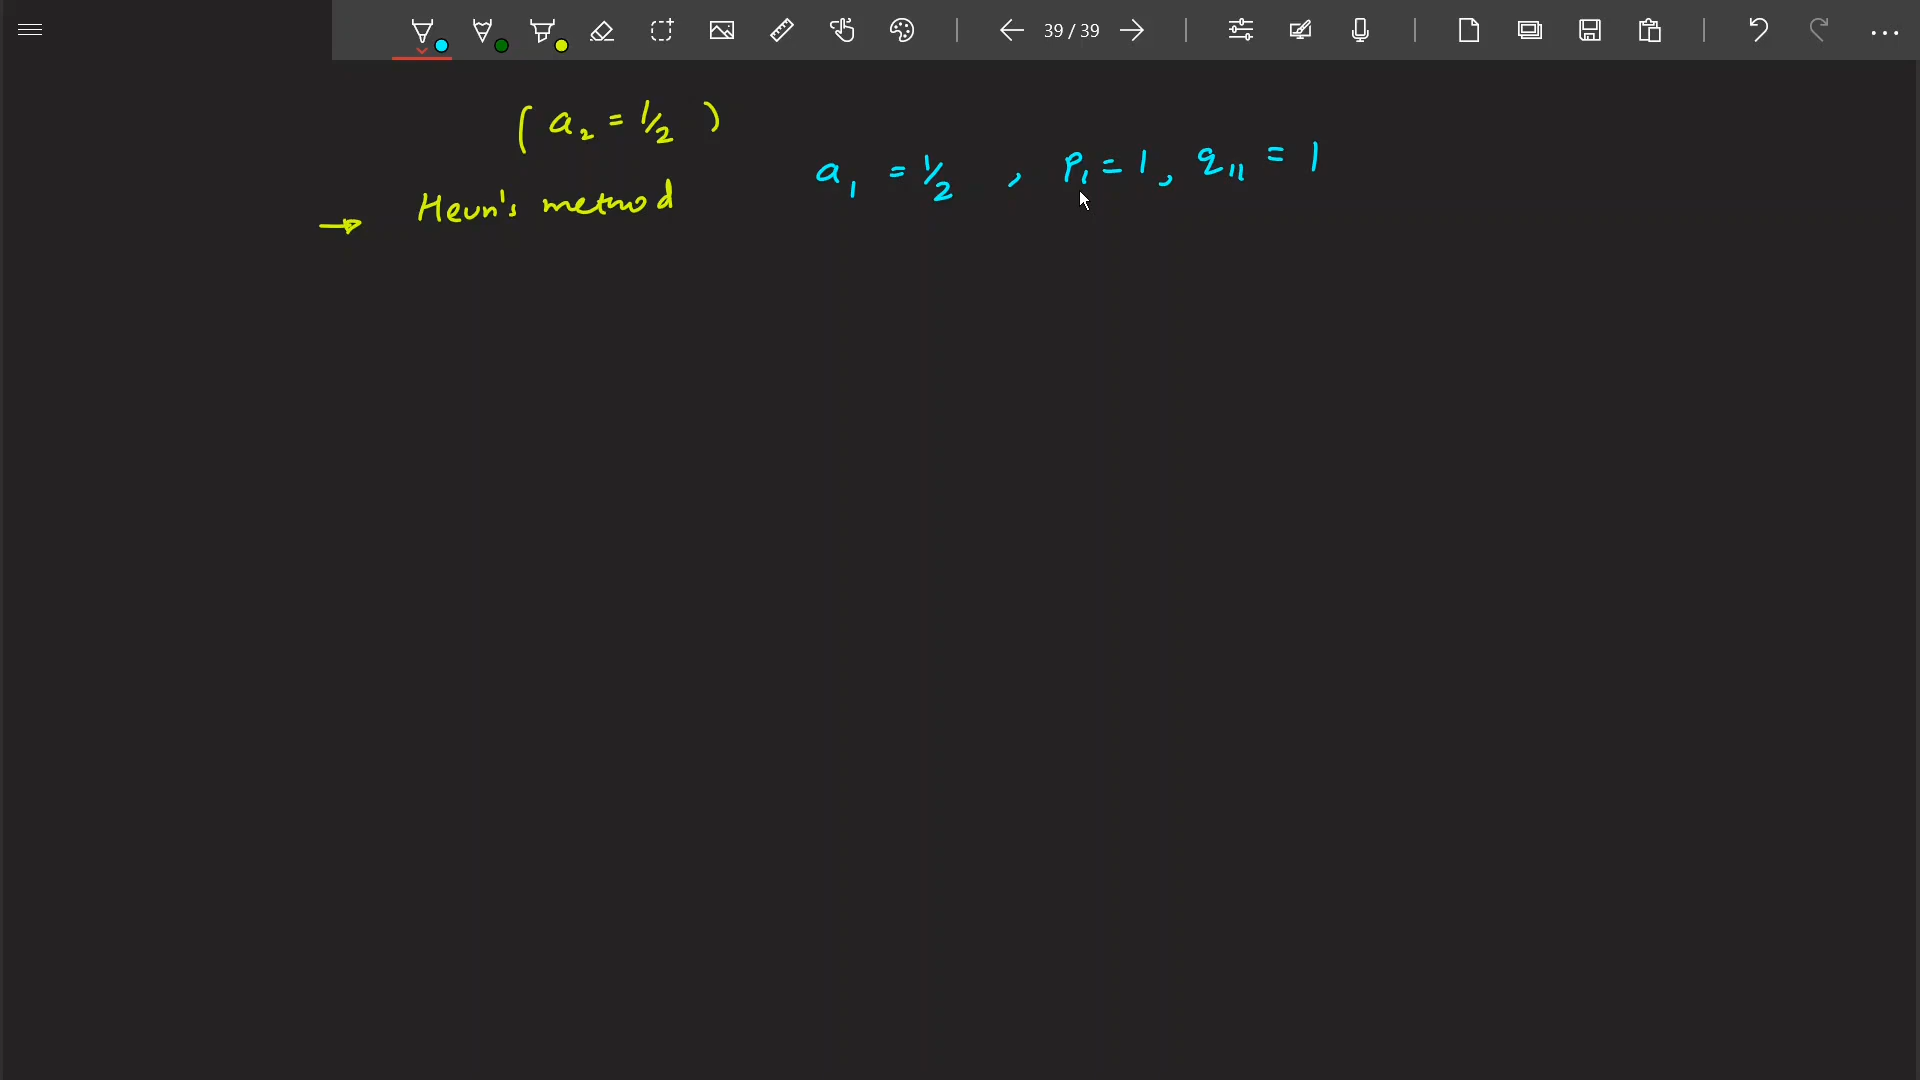 39 / 39
( a₂ = 1/2 )
a₁ = 1/2 , p₁ = 1, q₁₁ = 1
→ Heun's method